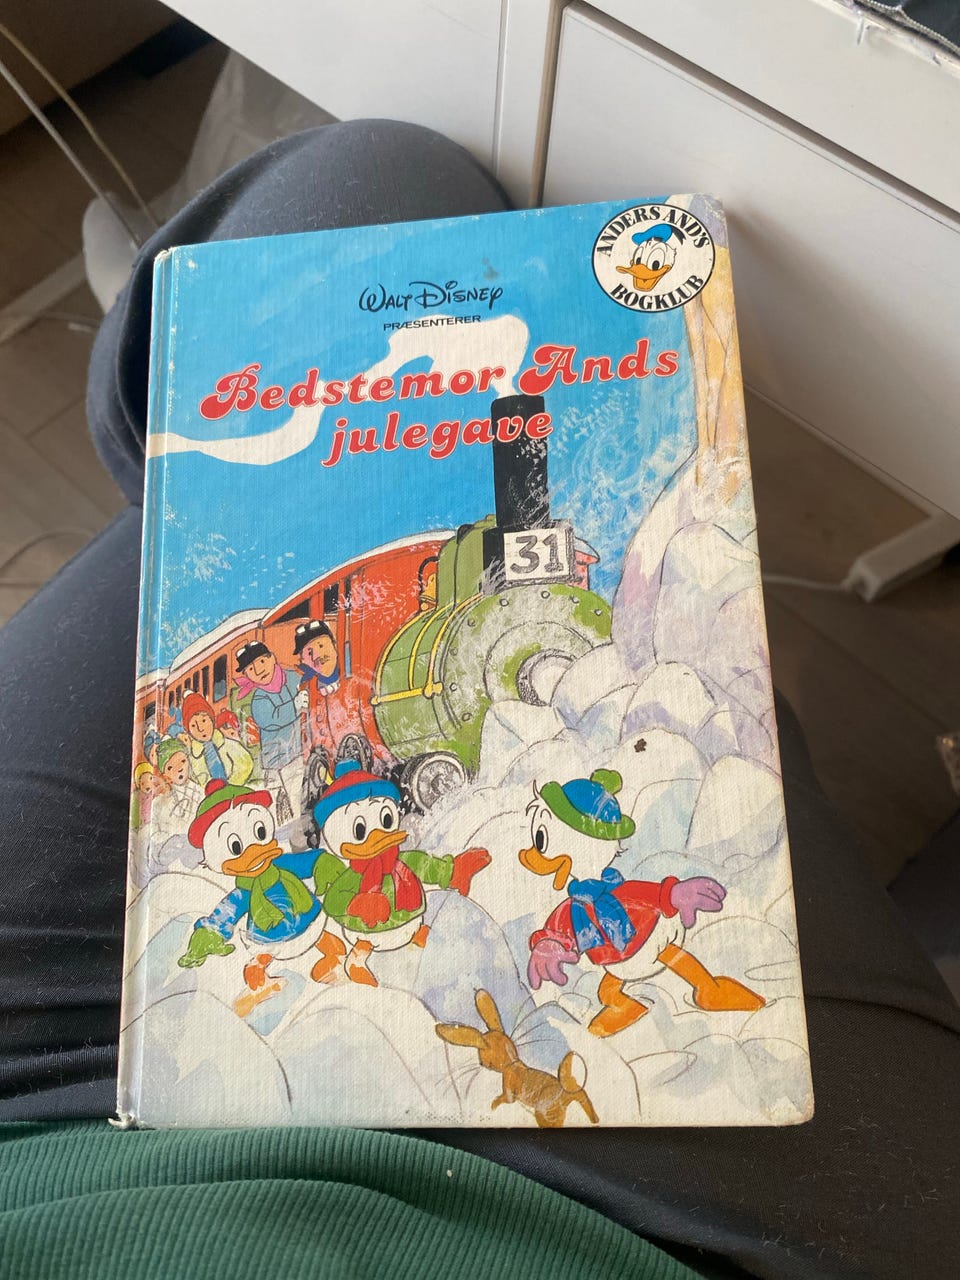 ANDERS AND'S
BOGKLUB
WALT DISNEY
PRÆSENTERER
Bedstemor Ands
julegave
31